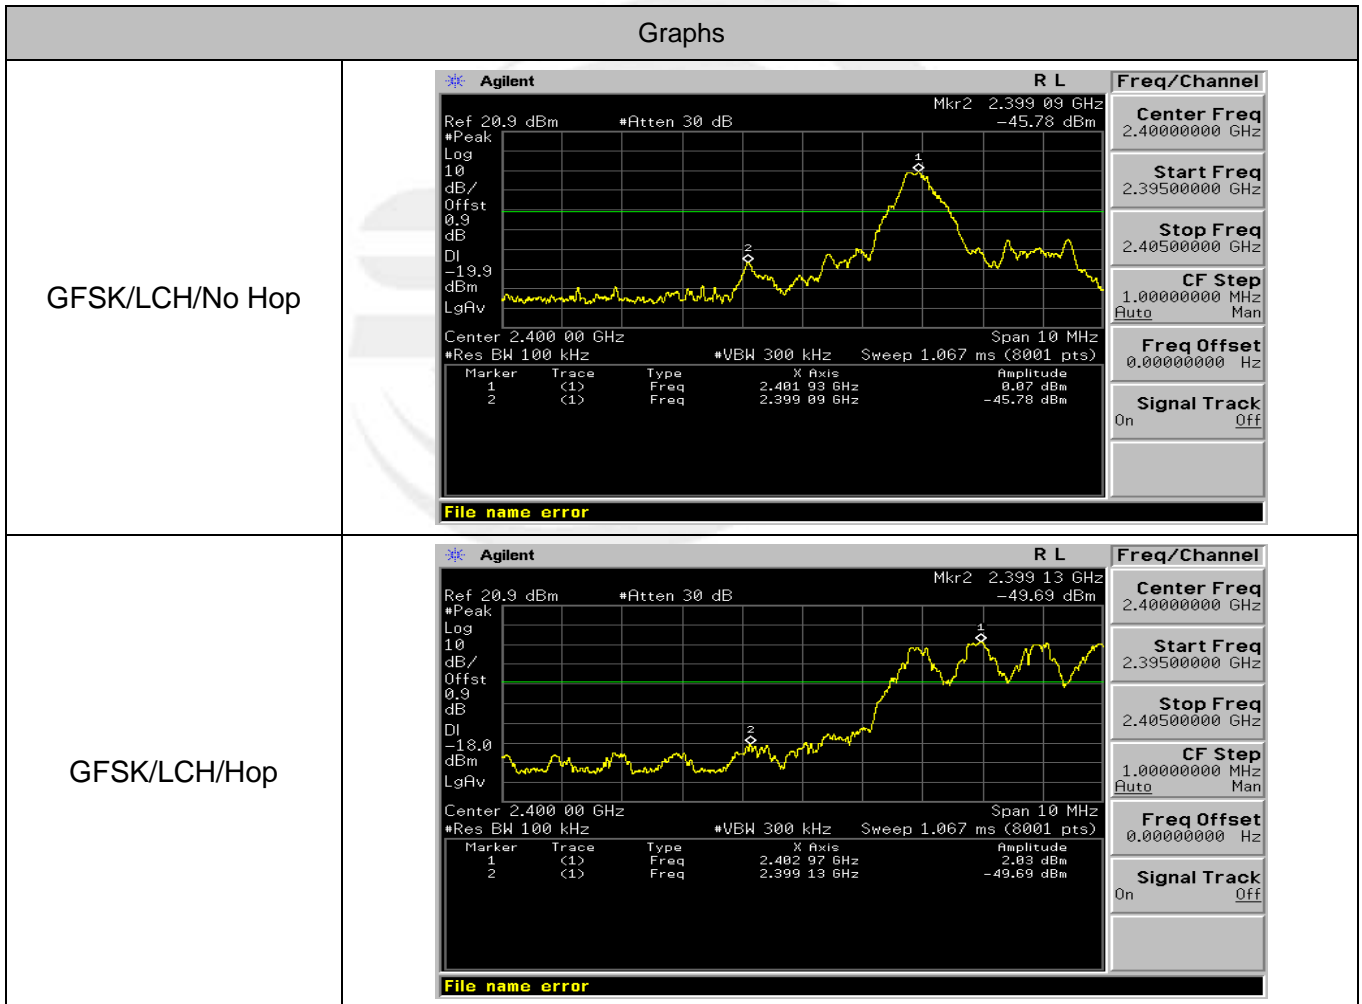 Graphs
GFSK/LCH/No Hop
Agilent R L Freq/Channel
Mkr2 2.399 09 GHz
Ref 20.9 dBm #Atten 30 dB -45.78 dBm
#Peak
Log
10
dB/
Offst
0.9
dB
DI
-19.9
dBm
LgAv
1
2
Center 2.400 00 GHz Span 10 MHz
#Res BW 100 kHz #VBW 300 kHz Sweep 1.067 ms (8001 pts)
Marker Trace Type X Axis Amplitude
1 (1) Freq 2.401 93 GHz 0.07 dBm
2 (1) Freq 2.399 09 GHz -45.78 dBm
Center Freq
2.40000000 GHz
Start Freq
2.39500000 GHz
Stop Freq
2.40500000 GHz
CF Step
1.00000000 MHz
Auto Man
Freq Offset
0.00000000 Hz
Signal Track
On Off
File name error
GFSK/LCH/Hop
Agilent R L Freq/Channel
Mkr2 2.399 13 GHz
Ref 20.9 dBm #Atten 30 dB -49.69 dBm
#Peak
Log
10
dB/
Offst
0.9
dB
DI
-18.0
dBm
LgAv
1
2
Center 2.400 00 GHz Span 10 MHz
#Res BW 100 kHz #VBW 300 kHz Sweep 1.067 ms (8001 pts)
Marker Trace Type X Axis Amplitude
1 (1) Freq 2.402 97 GHz 2.03 dBm
2 (1) Freq 2.399 13 GHz -49.69 dBm
Center Freq
2.40000000 GHz
Start Freq
2.39500000 GHz
Stop Freq
2.40500000 GHz
CF Step
1.00000000 MHz
Auto Man
Freq Offset
0.00000000 Hz
Signal Track
On Off
File name error